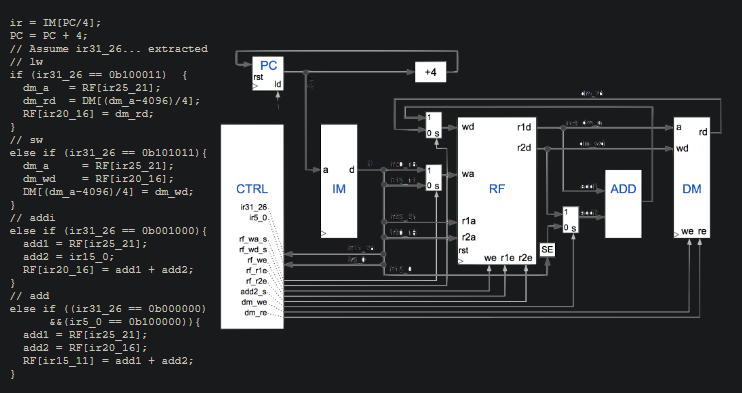 ir = IM[PC/4];
PC = PC + 4;
// Assume ir31_26... extracted
// lw
if (ir31_26 == 0b100011)  {
dm_a   = RF[ir25_21];
dm_rd  = DM[(dm_a-4096)/4];
RF[ir20_16] = dm_rd;
}
// sw
else if (ir31_26 == 0b101011){
dm_a     = RF[ir25_21];
dm_wd    = RF[ir20_16];
DM[(dm_a-4096)/4] = dm_wd;
}
// addi
else if (ir31_26 == 0b001000){
add1 = RF[ir25_21];
add2 = ir15_0;
RF[ir20_16] = add1 + add2;
}
// add
else if ((ir31_26 == 0b000000)
&&(ir5_0 == 0b100000)){
add1 = RF[ir25_21];
add2 = RF[ir20_16];
RF[ir15_11] = add1 + add2;
}
PC
rst
ld
+4
CTRL
ir31_26
ir5_0
rf_wa_s
rf_wd_s
rf_we
rf_r1e
rf_r2e
add2_s
dm_we
dm_re
a d
IM
1
0 s
1
0 s
wd
wa
r1a
r2a
rst
RF
r1d
r2d
we r1e r2e
SE
1
0 s
ADD
a
wd
rd
DM
we re